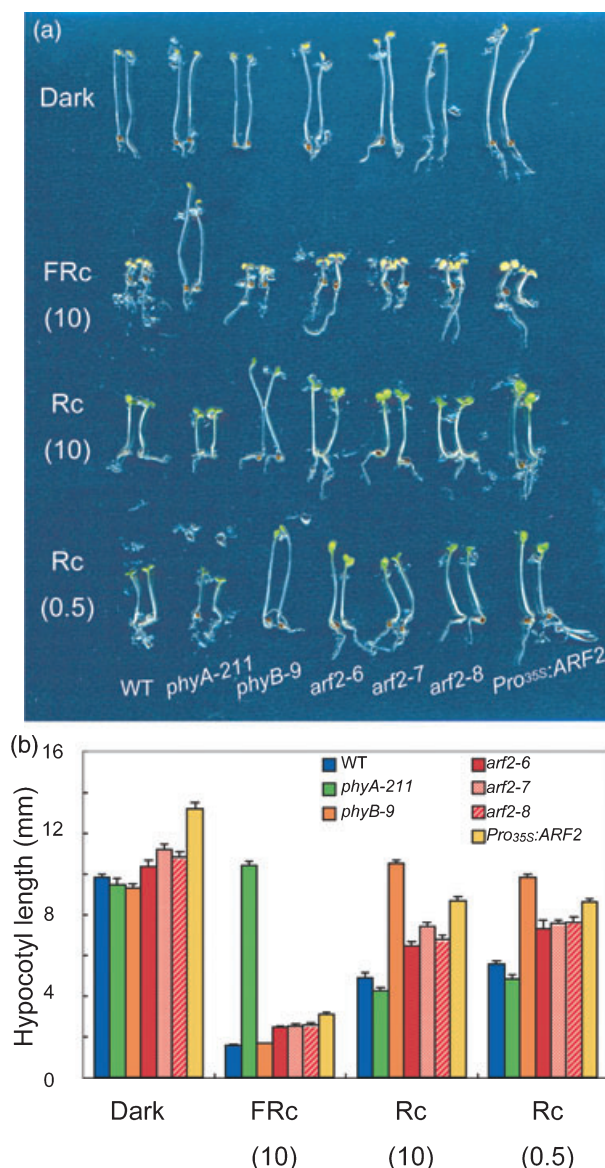 (a)
Dark
FRc
(10)
Rc
(10)
Rc
(0.5)
WT phyA-211 phyB-9 arf2-6 arf2-7 arf2-8 Pro35S:ARF2
(b)
16
12
8
4
0
Hypocotyl length (mm)
WT
phyA-211
phyB-9
arf2-6
arf2-7
arf2-8
Pro35S:ARF2
Dark FRc Rc Rc
(10) (10) (0.5)